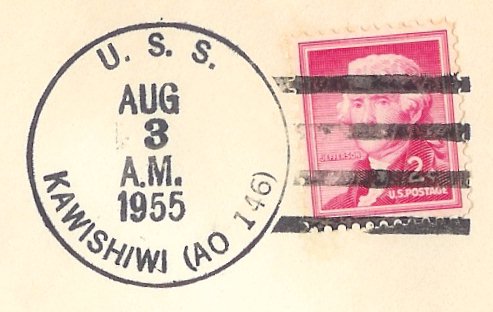 U. S. S.
AUG
3
A.M.
1955
KAWISHIWI (AO 146)
JEFFERSON
2¢
U.S. POSTAGE